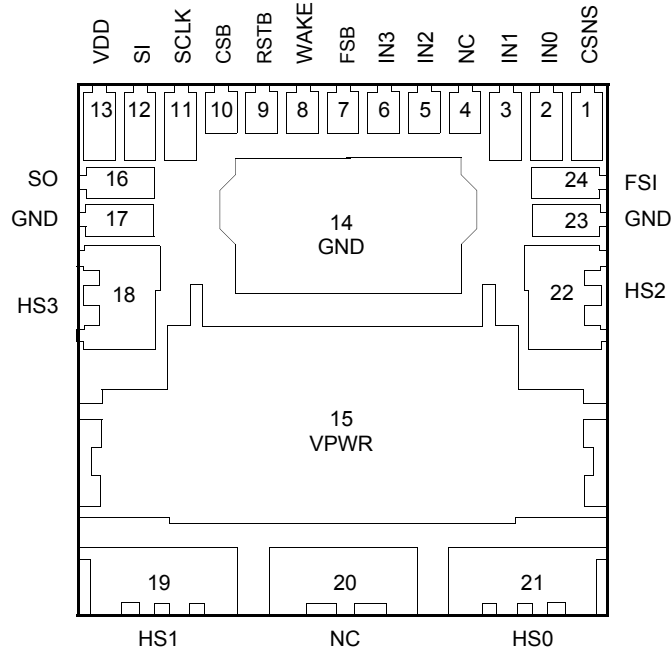 VDD SI SCLK CSB RSTB WAKE FSB IN3 IN2 NC IN1 IN0 CSNS
13 12 11 10 9 8 7 6 5 4 3 2 1
SO 16 24 FSI
GND 17 14 23 GND
GND
HS3 18 22 HS2
15
VPWR
19 20 21
HS1 NC HS0